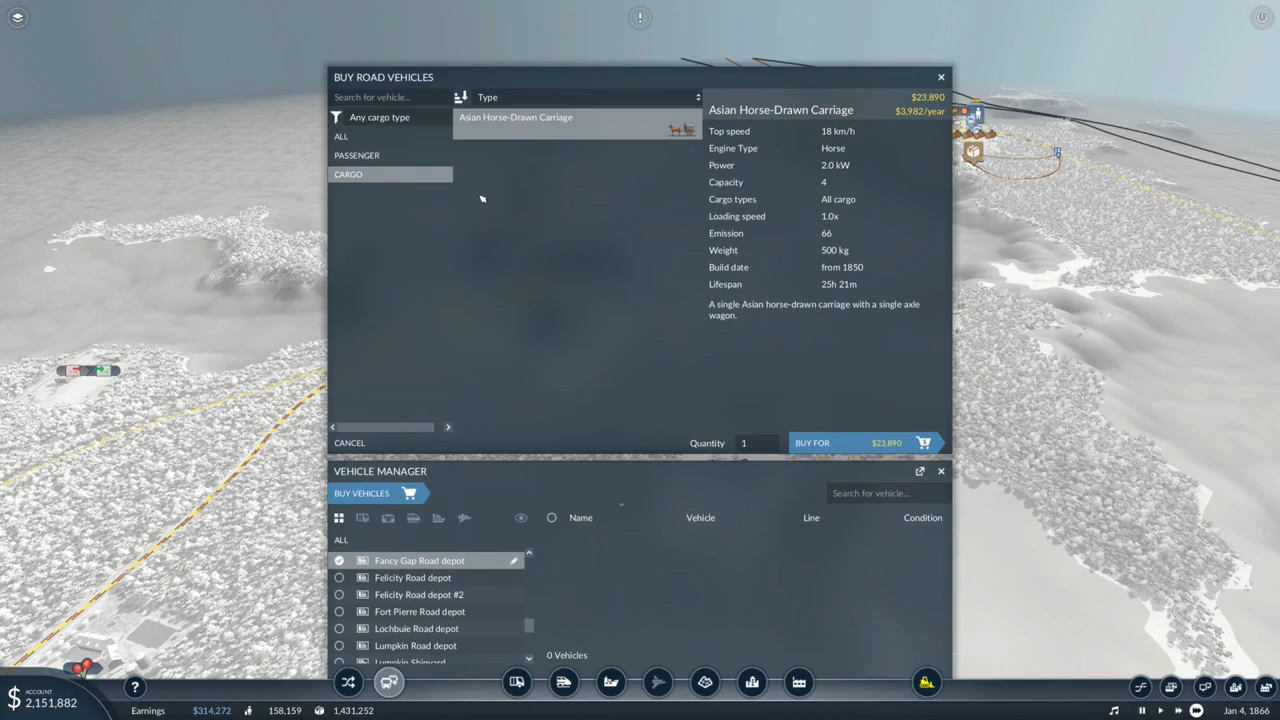 BUY ROAD VEHICLES
Search for vehicle...
Type
Any cargo type
ALL
PASSENGER
CARGO
Asian Horse-Drawn Carriage
$23,890
Asian Horse-Drawn Carriage
$3,982/year
Top speed 18 km/h
Engine Type Horse
Power 2.0 kW
Capacity 4
Cargo types All cargo
Loading speed 1.0x
Emission 66
Weight 500 kg
Build date from 1850
Lifespan 25h 21m
A single Asian horse-drawn carriage with a single axle
wagon.
CANCEL
Quantity 1
BUY FOR $23,890
VEHICLE MANAGER
BUY VEHICLES
Search for vehicle...
Name Vehicle Line Condition
ALL
Fancy Gap Road depot
Felicity Road depot
Felicity Road depot #2
Fort Pierre Road depot
Lochbuie Road depot
Lumpkin Road depot
Lumpkin Shipyard
0 Vehicles
$ ACCOUNT
2,151,882
?
Earnings $314,272 158,159 1,431,252
Jan 4, 1866